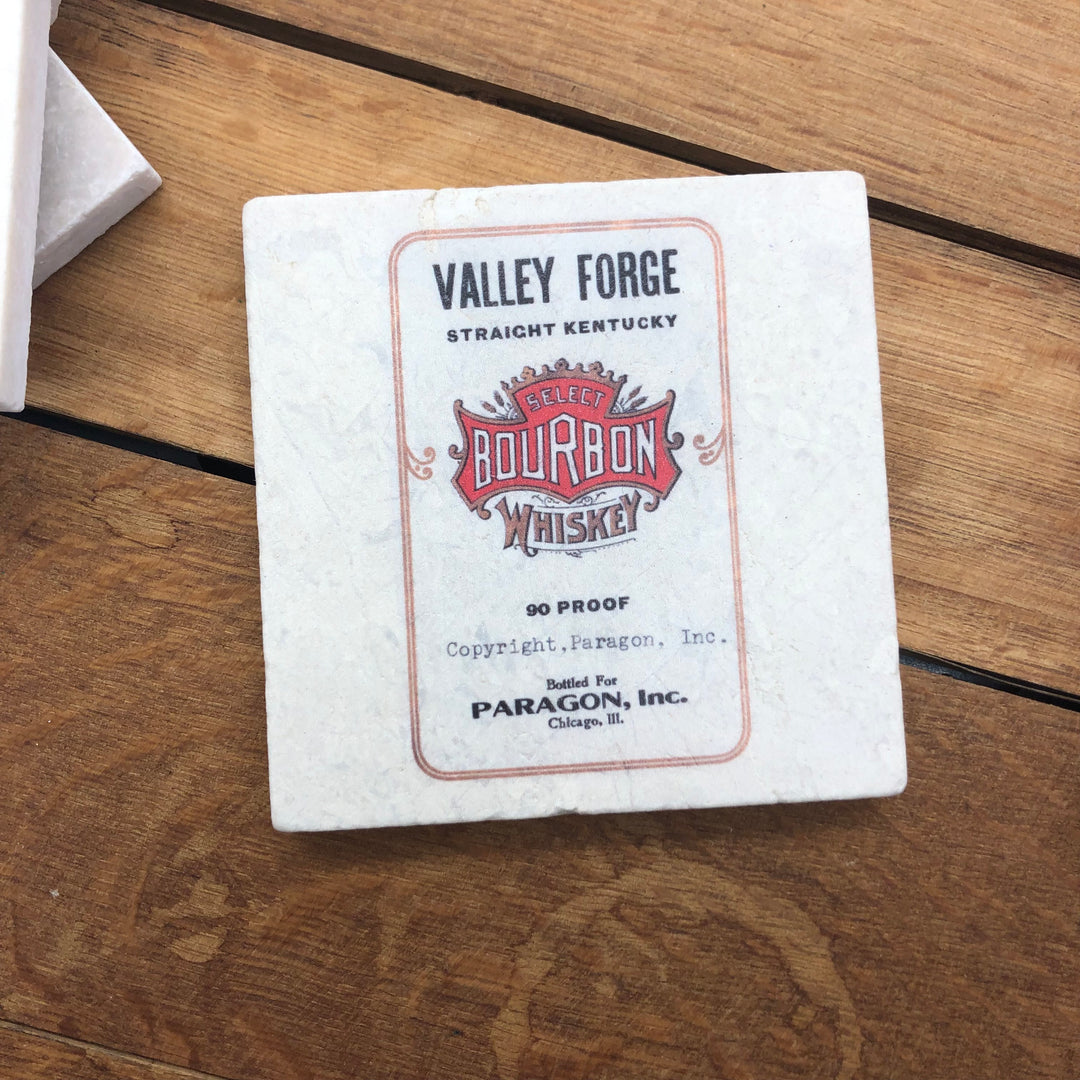 VALLEY FORGE
STRAIGHT KENTUCKY
SELECT
BOURBON
WHISKEY
90 PROOF
Copyright,Paragon, Inc.
Bottled For
PARAGON, Inc.
Chicago, Ill.